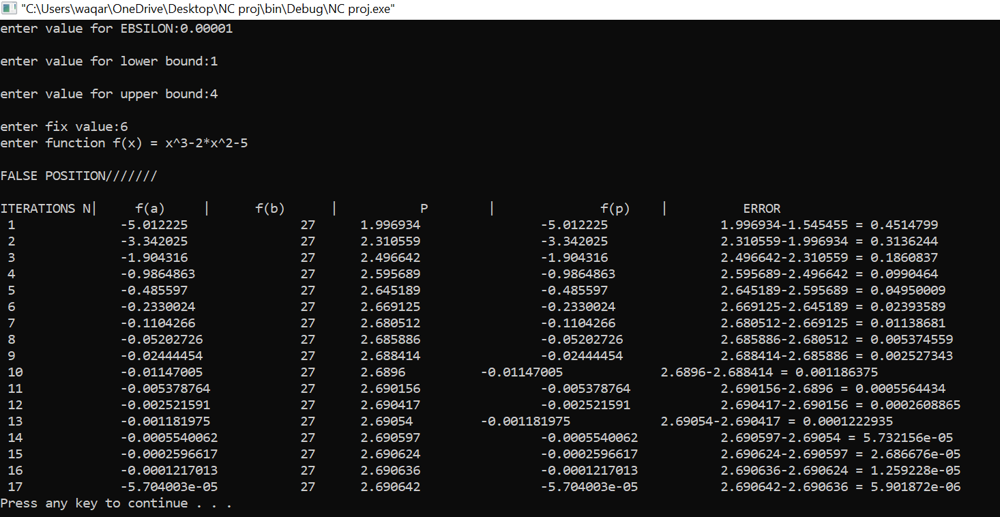 "C:\Users\waqar\OneDrive\Desktop\NC proj\bin\Debug\NC proj.exe"
enter value for EBSILON:0.00001
enter value for lower bound:1
enter value for upper bound:4
enter fix value:6
enter function f(x) = x^3-2*x^2-5
FALSE POSITION///////
ITERATIONS N| f(a) | f(b) | P | f(p) | ERROR
1 -5.012225 27 1.996934 -5.012225 1.996934-1.545455 = 0.4514799
2 -3.342025 27 2.310559 -3.342025 2.310559-1.996934 = 0.3136244
3 -1.904316 27 2.496642 -1.904316 2.496642-2.310559 = 0.1860837
4 -0.9864863 27 2.595689 -0.9864863 2.595689-2.496642 = 0.0990464
5 -0.485597 27 2.645189 -0.485597 2.645189-2.595689 = 0.04950009
6 -0.2330024 27 2.669125 -0.2330024 2.669125-2.645189 = 0.02393589
7 -0.1104266 27 2.680512 -0.1104266 2.680512-2.669125 = 0.01138681
8 -0.05202726 27 2.685886 -0.05202726 2.685886-2.680512 = 0.005374559
9 -0.02444454 27 2.688414 -0.02444454 2.688414-2.685886 = 0.002527343
10 -0.01147005 27 2.6896 -0.01147005 2.6896-2.688414 = 0.001186375
11 -0.005378764 27 2.690156 -0.005378764 2.690156-2.6896 = 0.0005564434
12 -0.002521591 27 2.690417 -0.002521591 2.690417-2.690156 = 0.0002608865
13 -0.001181975 27 2.69054 -0.001181975 2.69054-2.690417 = 0.0001222935
14 -0.0005540062 27 2.690597 -0.0005540062 2.690597-2.69054 = 5.732156e-05
15 -0.0002596617 27 2.690624 -0.0002596617 2.690624-2.690597 = 2.686676e-05
16 -0.0001217013 27 2.690636 -0.0001217013 2.690636-2.690624 = 1.259228e-05
17 -5.704003e-05 27 2.690642 -5.704003e-05 2.690642-2.690636 = 5.901872e-06
Press any key to continue . . .